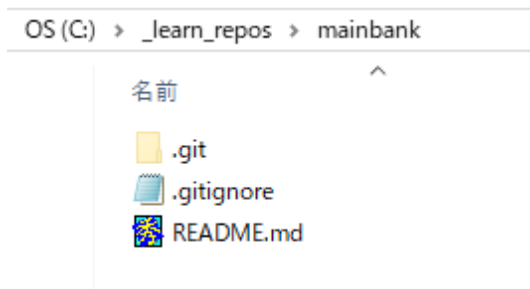 OS (C:) > _learn_repos > mainbank
名前
.git
.gitignore
README.md